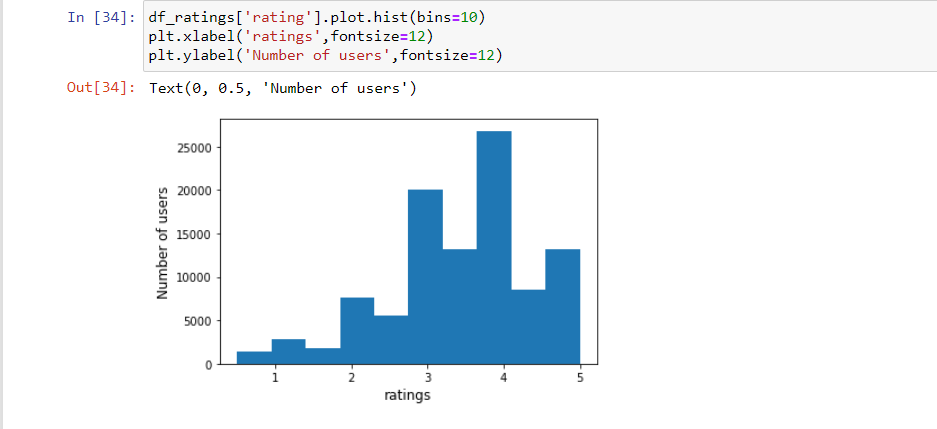 In [34]: df_ratings['rating'].plot.hist(bins=10)
plt.xlabel('ratings',fontsize=12)
plt.ylabel('Number of users',fontsize=12)
Out[34]: Text(0, 0.5, 'Number of users')
25000
20000
15000
10000
5000
0
Number of users
1 2 3 4 5
ratings